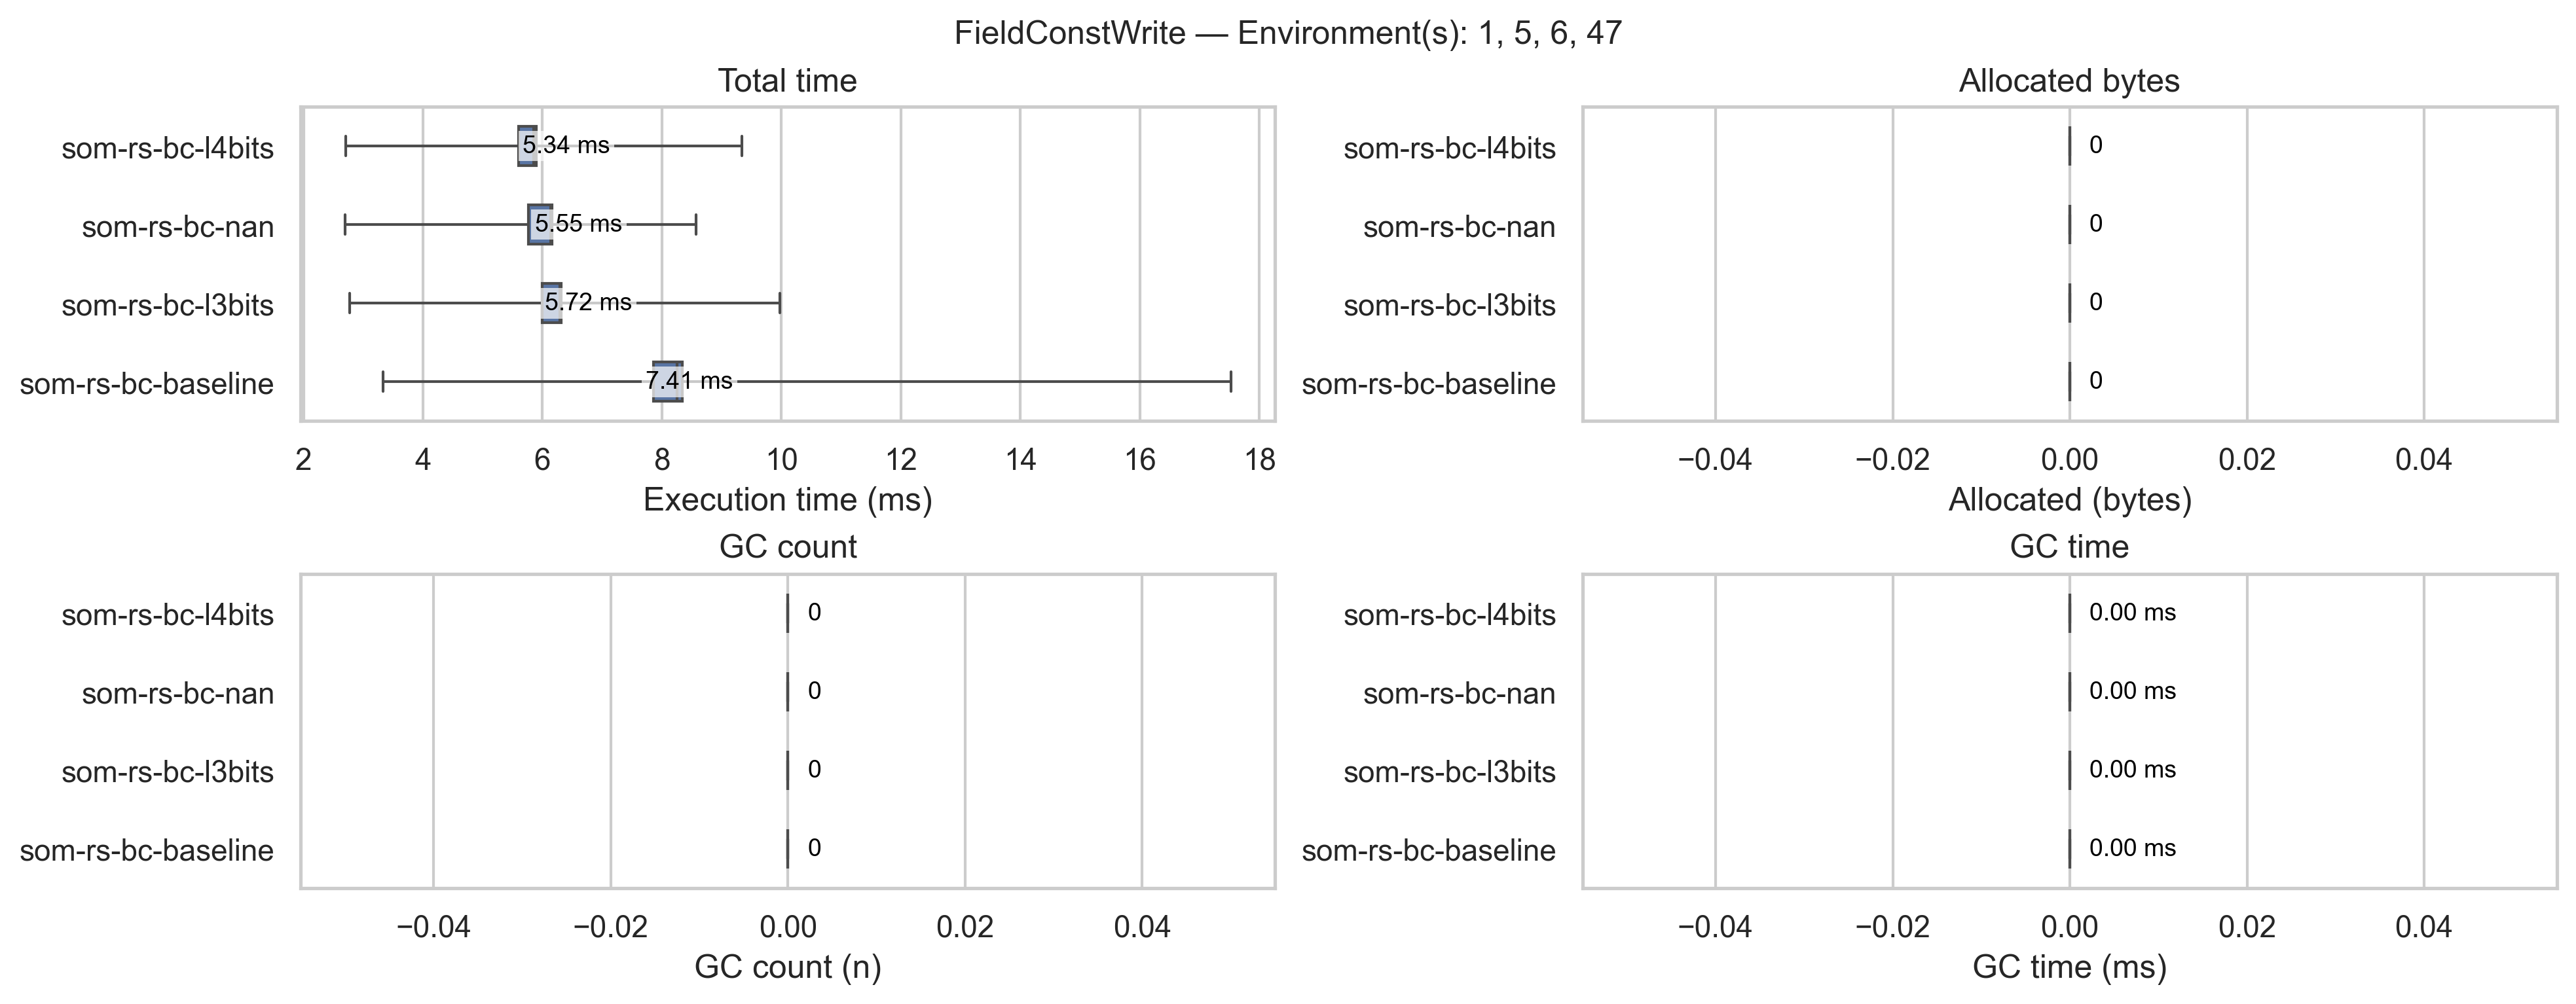 FieldConstWrite — Environment(s): 1, 5, 6, 47
Total time
som-rs-bc-l4bits
5.34 ms
som-rs-bc-nan
5.55 ms
som-rs-bc-l3bits
5.72 ms
som-rs-bc-baseline
7.41 ms
2 4 6 8 10 12 14 16 18
Execution time (ms)
Allocated bytes
som-rs-bc-l4bits
0
som-rs-bc-nan
0
som-rs-bc-l3bits
0
som-rs-bc-baseline
0
−0.04 −0.02 0.00 0.02 0.04
Allocated (bytes)
GC count
som-rs-bc-l4bits
0
som-rs-bc-nan
0
som-rs-bc-l3bits
0
som-rs-bc-baseline
0
−0.04 −0.02 0.00 0.02 0.04
GC count (n)
GC time
som-rs-bc-l4bits
0.00 ms
som-rs-bc-nan
0.00 ms
som-rs-bc-l3bits
0.00 ms
som-rs-bc-baseline
0.00 ms
−0.04 −0.02 0.00 0.02 0.04
GC time (ms)